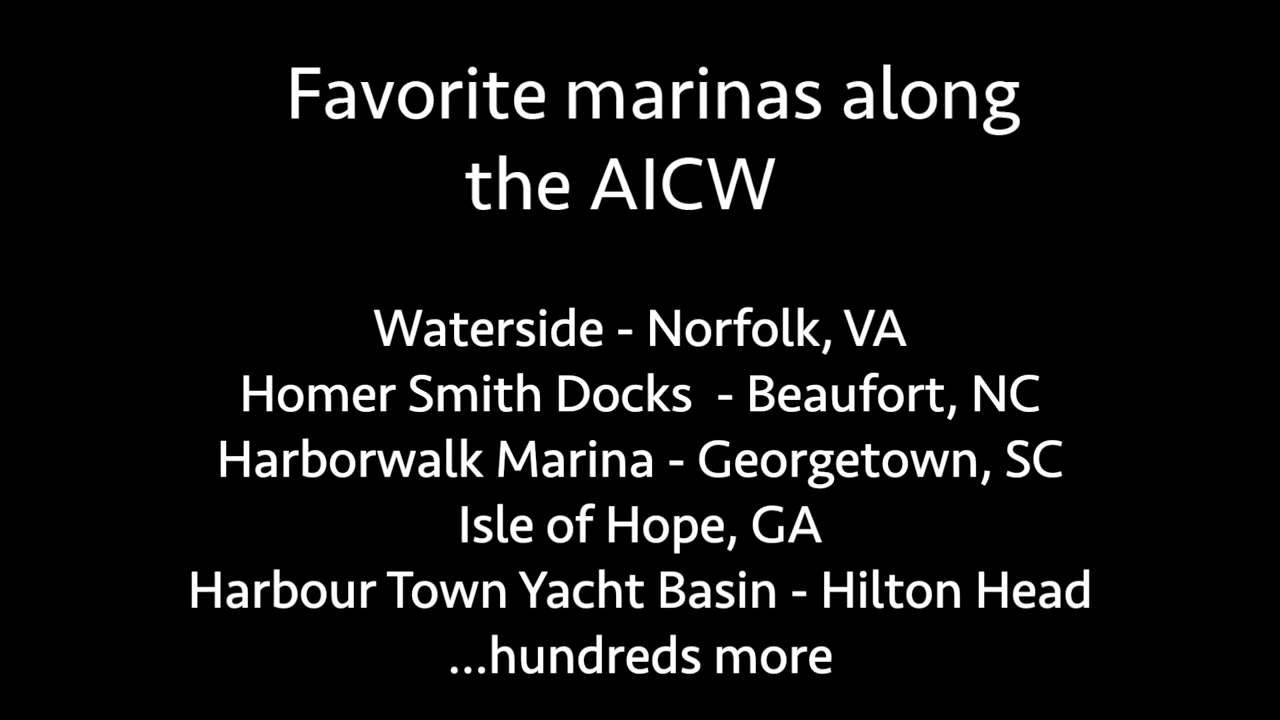 Favorite marinas along
the AICW
Waterside - Norfolk, VA
Homer Smith Docks  - Beaufort, NC
Harborwalk Marina - Georgetown, SC
Isle of Hope, GA
Harbour Town Yacht Basin - Hilton Head
...hundreds more